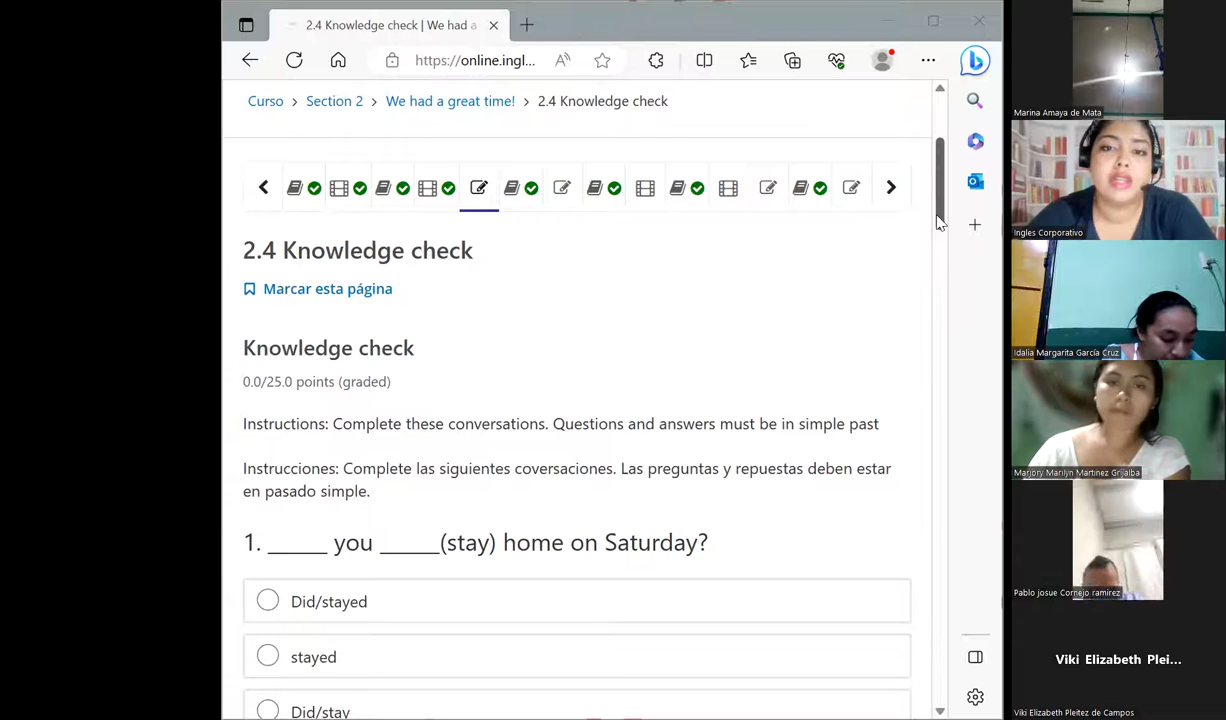 2.4 Knowledge check | We had a
https://online.ingl...
Curso > Section 2 > We had a great time! > 2.4 Knowledge check
2.4 Knowledge check
Marcar esta página
Knowledge check
0.0/25.0 points (graded)
Instructions: Complete these conversations. Questions and answers must be in simple past
Instrucciones: Complete las siguientes coversaciones. Las preguntas y repuestas deben estar
en pasado simple.
1. _____ you _____(stay) home on Saturday?
Did/stayed
stayed
Did/stay
Marina Amaya de Mata
Ingles Corporativo
Idalia Margarita García Cruz
Marjory Marilyn Martinez Grijalba
Pablo josue Cornejo ramirez
Viki Elizabeth Plei...
Viki Elizabeth Pleitez de Campos